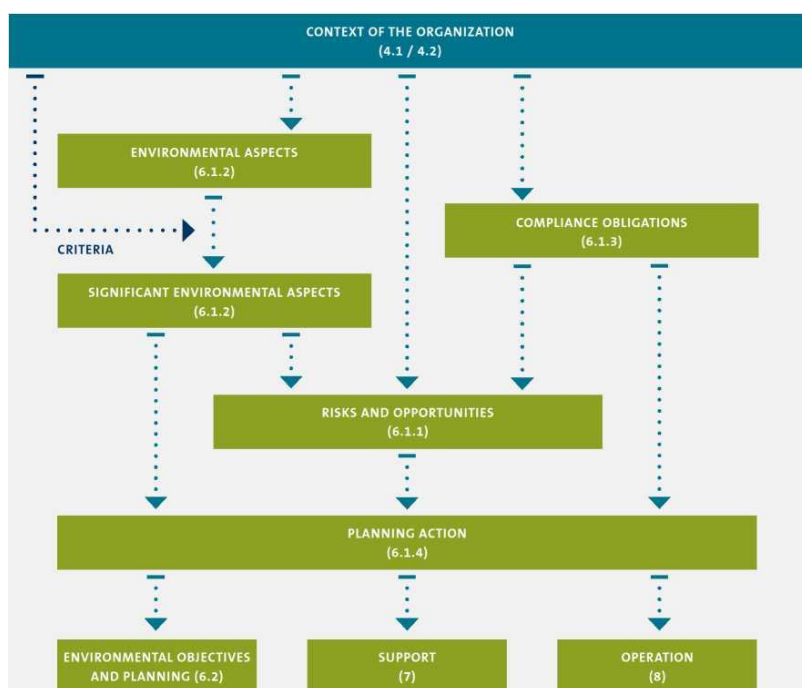 CONTEXT OF THE ORGANIZATION
(4.1 / 4.2)
ENVIRONMENTAL ASPECTS
(6.1.2)
COMPLIANCE OBLIGATIONS
(6.1.3)
CRITERIA
SIGNIFICANT ENVIRONMENTAL ASPECTS
(6.1.2)
RISKS AND OPPORTUNITIES
(6.1.1)
PLANNING ACTION
(6.1.4)
ENVIRONMENTAL OBJECTIVES
AND PLANNING (6.2)
SUPPORT
(7)
OPERATION
(8)